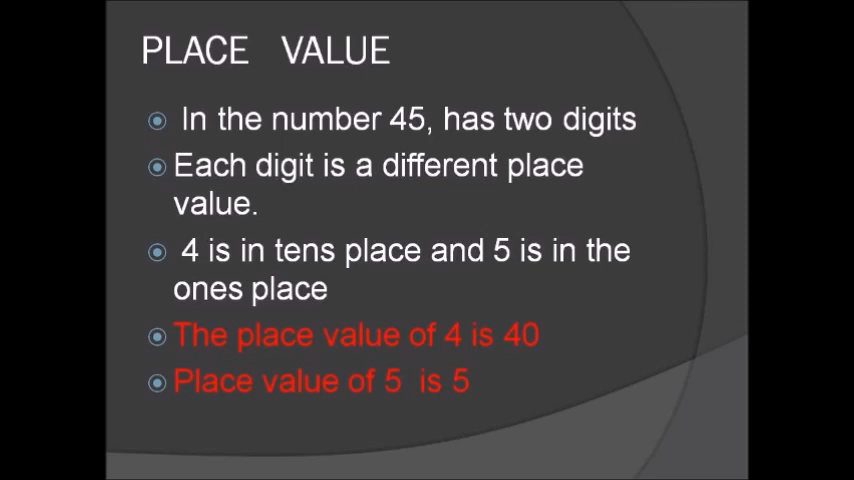 PLACE VALUE
In the number 45, has two digits
Each digit is a different place
value.
4 is in tens place and 5 is in the
ones place
The place value of 4 is 40
Place value of 5 is 5